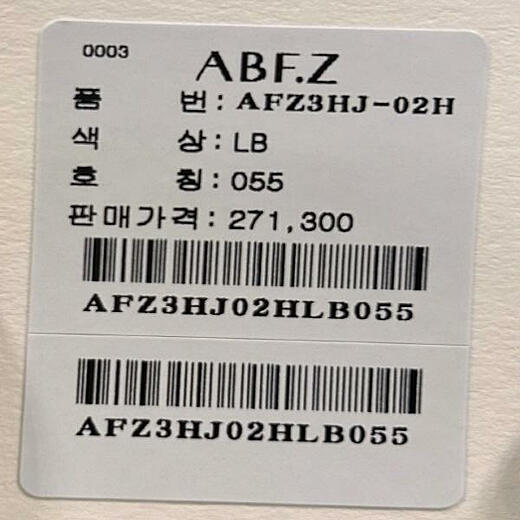 0003
ABF.Z
품 번 : AFZ3HJ-02H
색 상 : LB
호 칭 : 055
판매가격 : 271,300
AFZ3HJ02HLB055
AFZ3HJ02HLB055